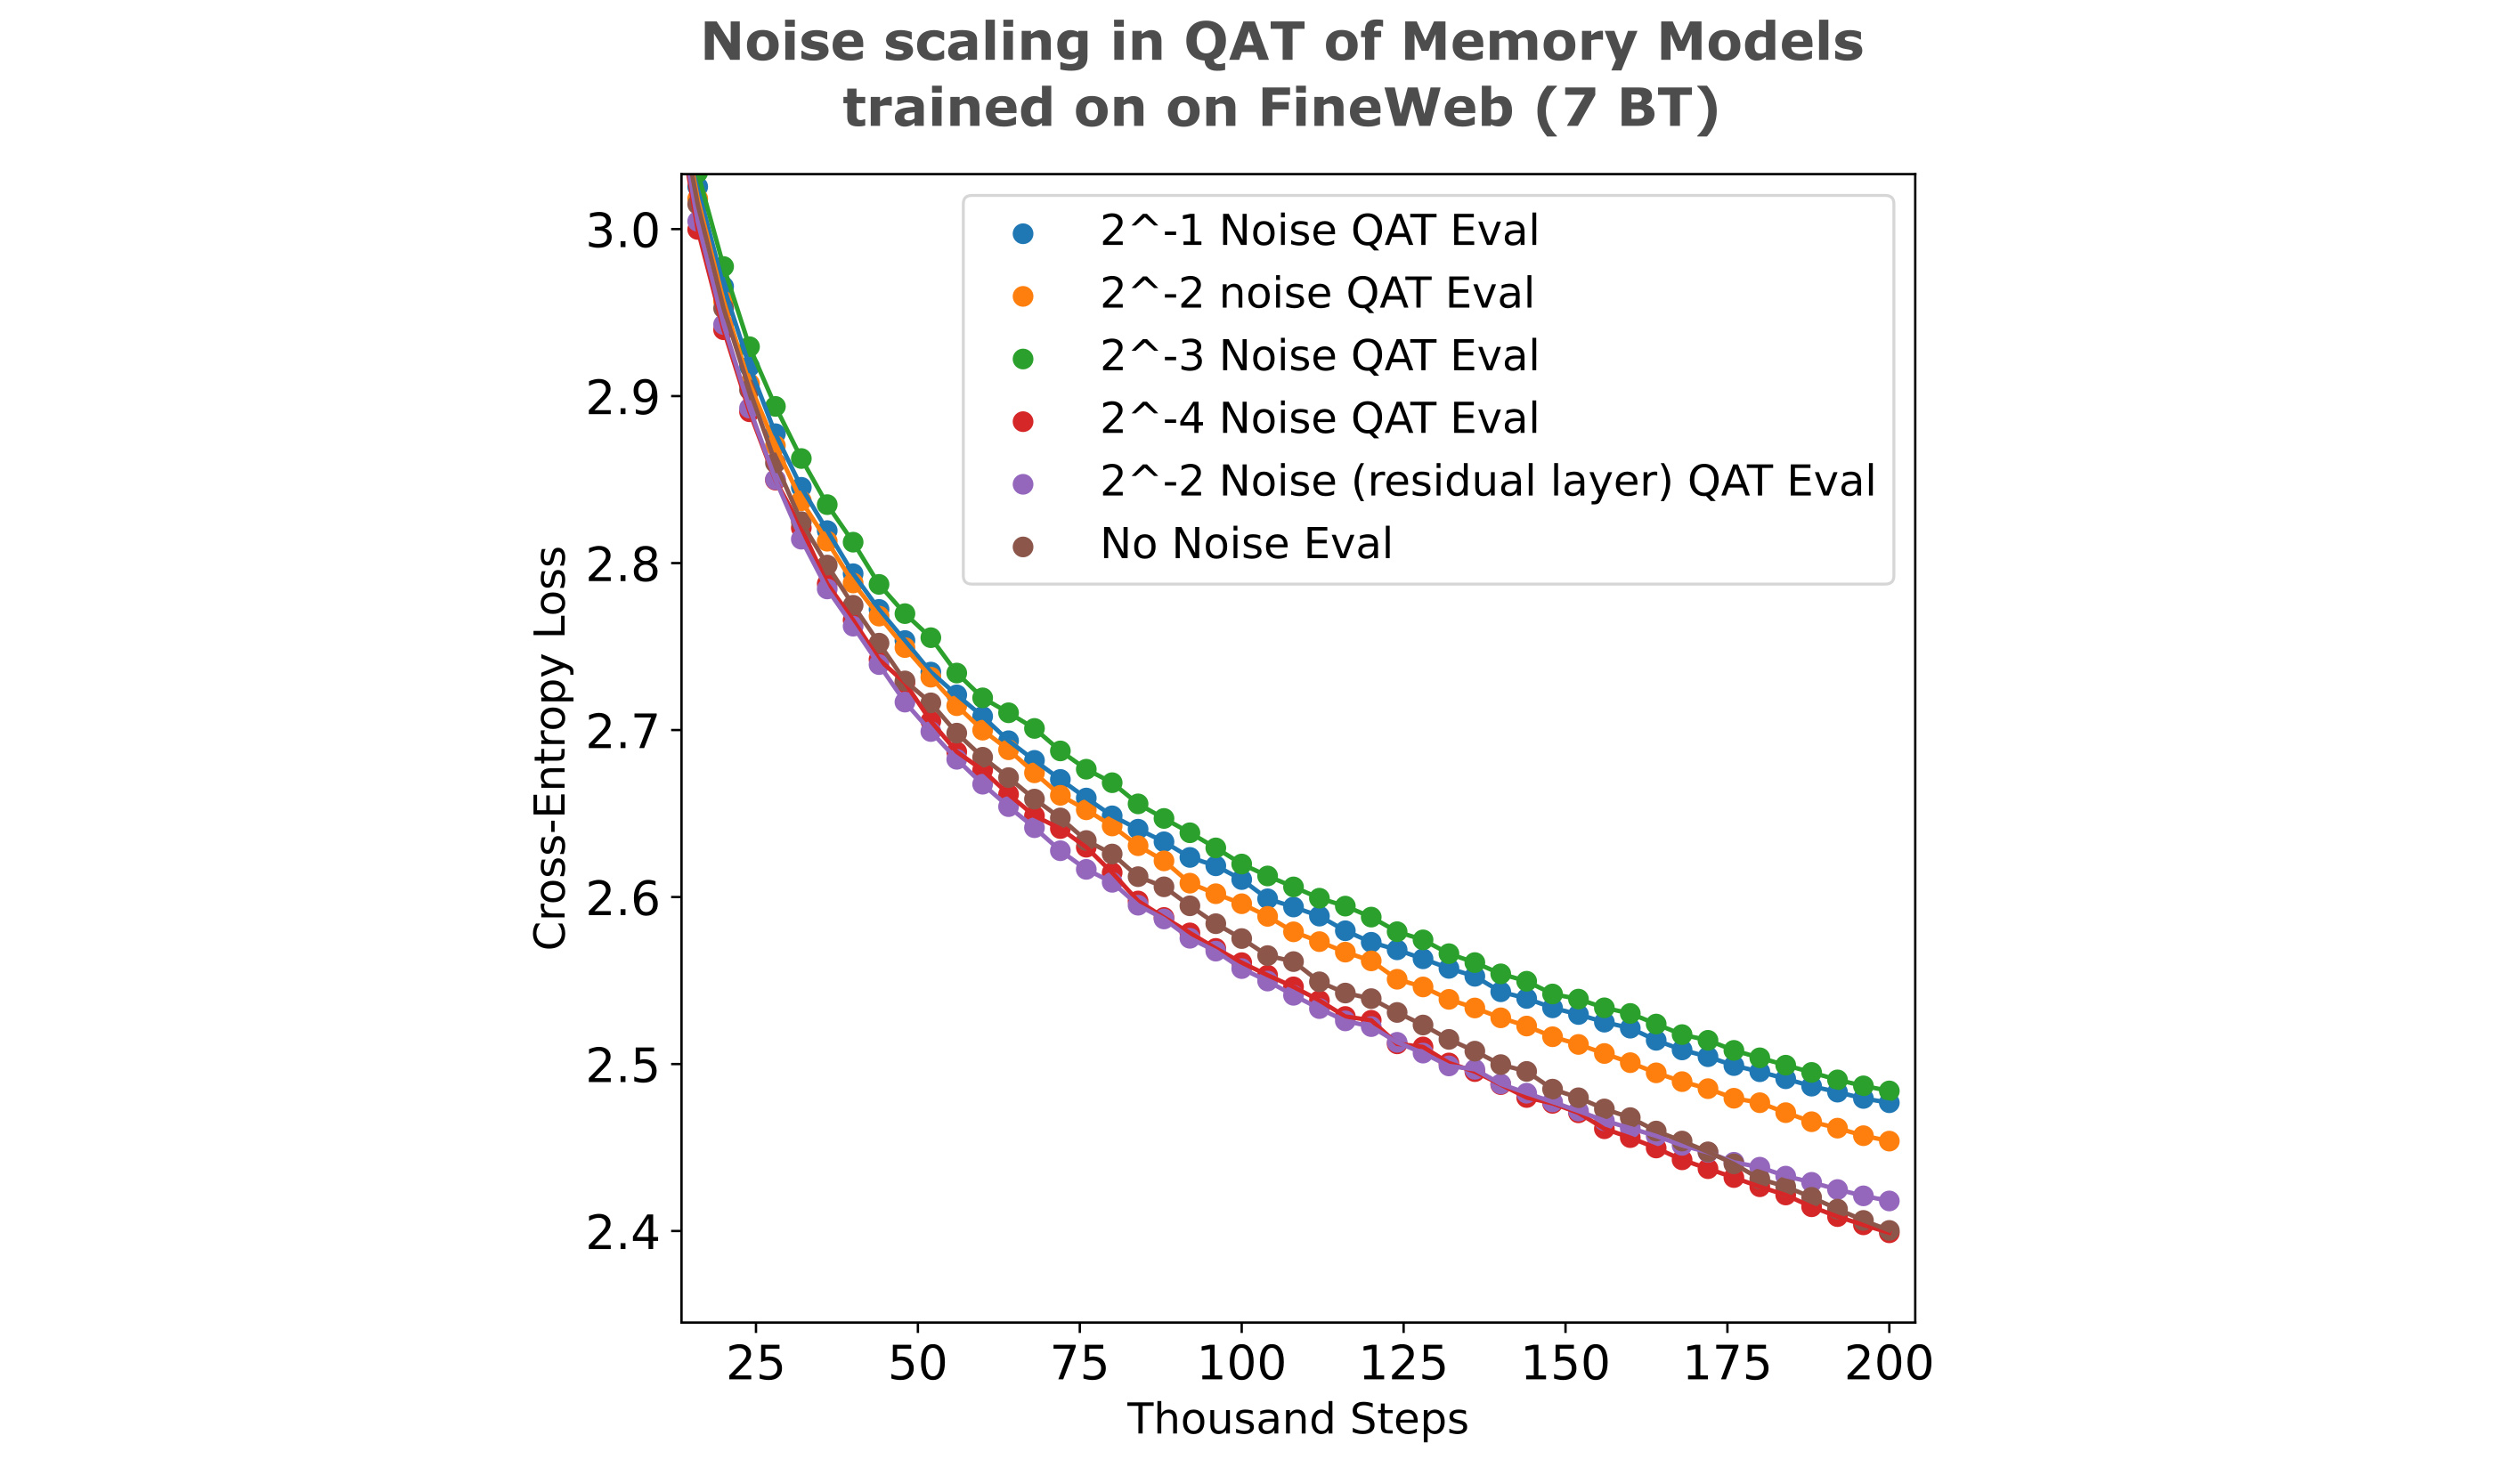 Noise scaling in QAT of Memory Models
trained on on FineWeb (7 BT)
2^-1 Noise QAT Eval
2^-2 noise QAT Eval
2^-3 Noise QAT Eval
2^-4 Noise QAT Eval
2^-2 Noise (residual layer) QAT Eval
No Noise Eval
Cross-Entropy Loss
3.0
2.9
2.8
2.7
2.6
2.5
2.4
25 50 75 100 125 150 175 200
Thousand Steps